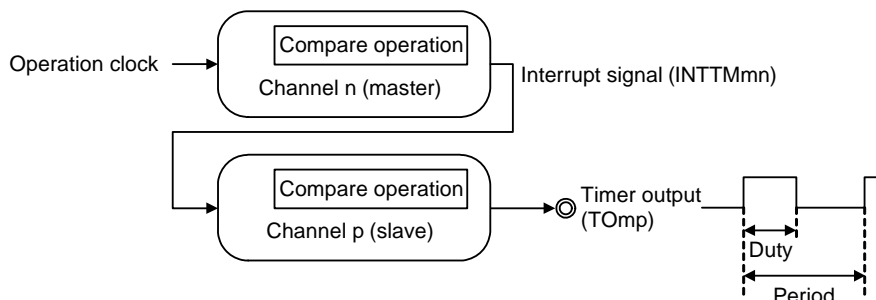 Compare operation
Operation clock
Channel n (master)
Interrupt signal (INTTMmn)
Compare operation
Channel p (slave)
Timer output
(TOmp)
Duty
Period